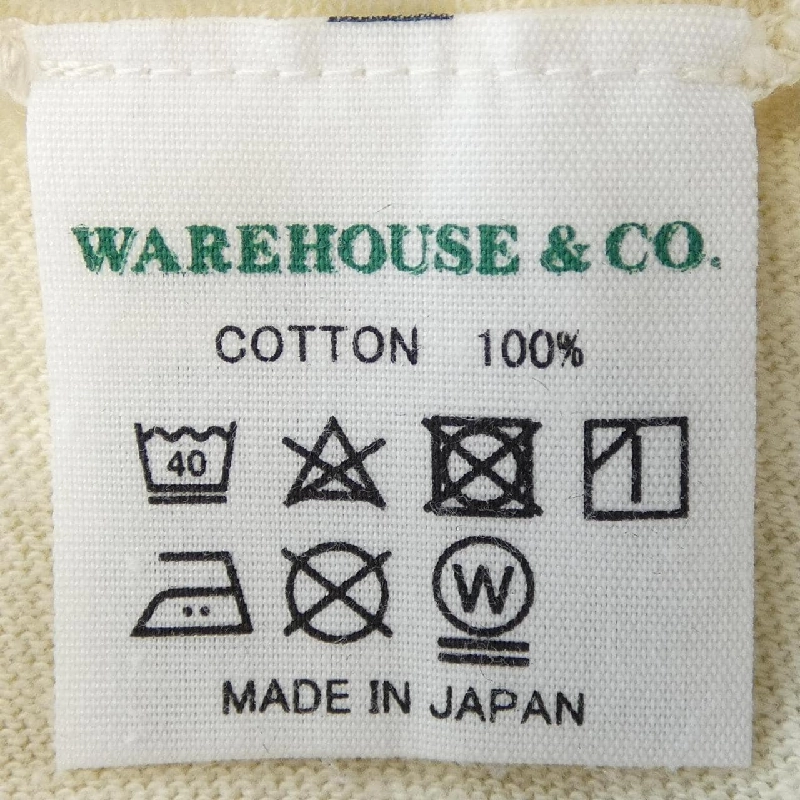 WAREHOUSE & CO.
COTTON 100%
40
W
MADE IN JAPAN